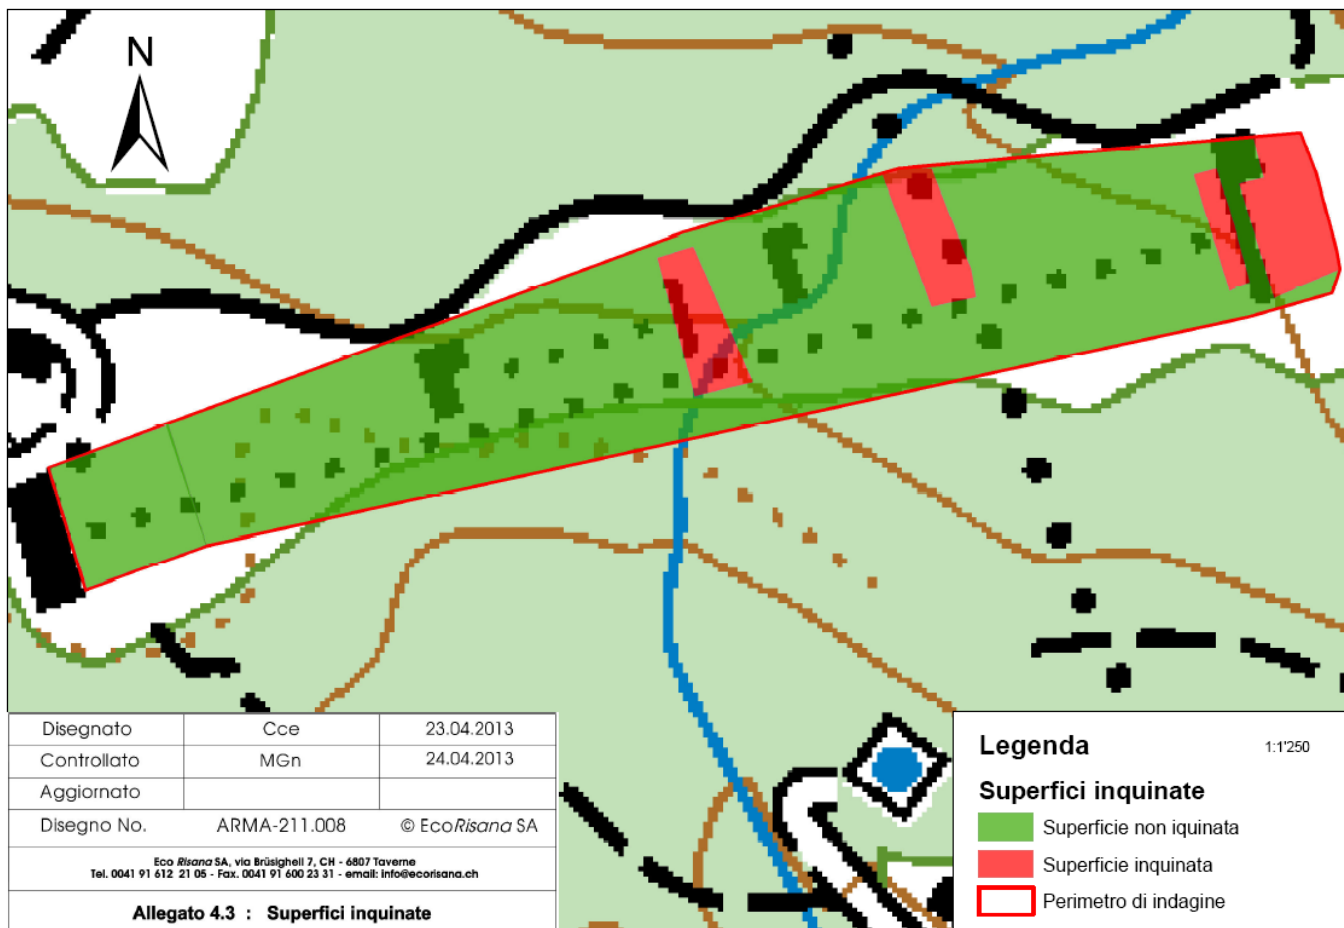 N
Disegnato Cce 23.04.2013
Controllato MGn 24.04.2013
Aggiornato
Disegno No. ARMA-211.008 © EcoRisana SA
Eco Risana SA, via Brüsighell 7, CH - 6807 Taverne
Tel. 0041 91 612 21 05 - Fax. 0041 91 600 23 31 - email: info@ecorisana.ch
Allegato 4.3 : Superfici inquinate
Legenda 1:1'250
Superfici inquinate
Superficie non iquinata
Superficie inquinata
Perimetro di indagine